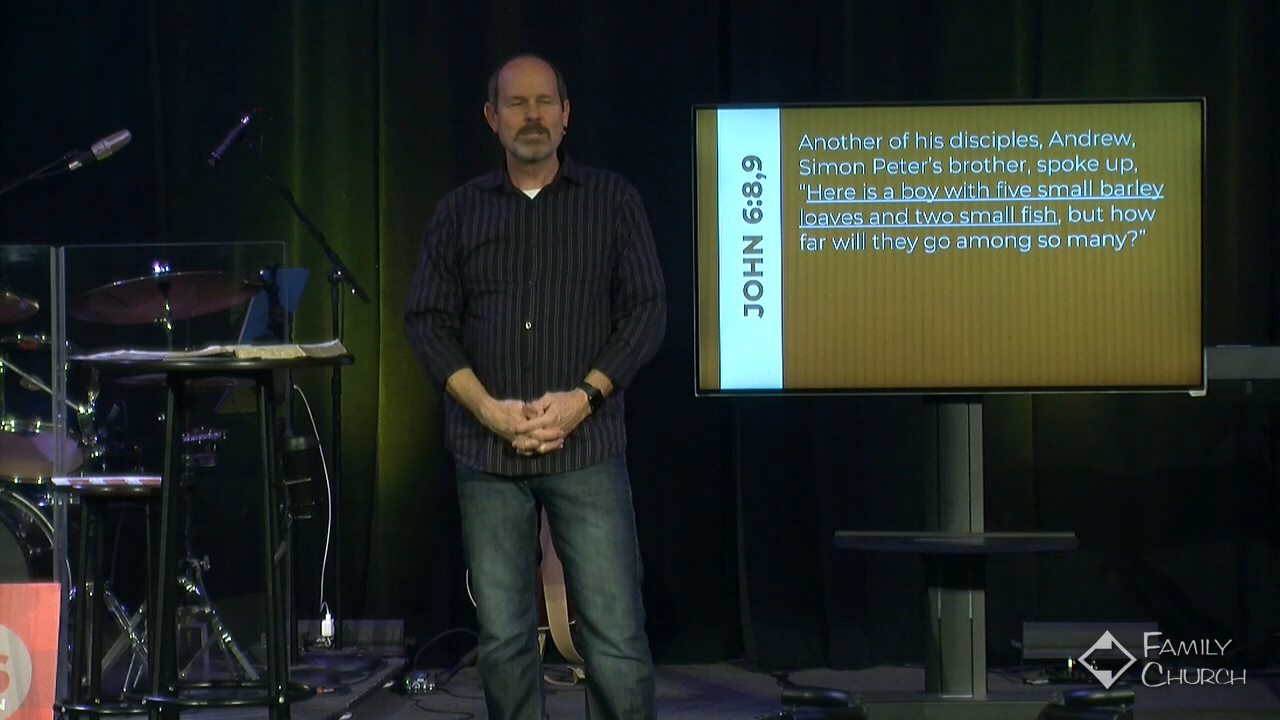 JOHN 6:8,9
Another of his disciples, Andrew,
Simon Peter's brother, spoke up,
“Here is a boy with five small barley
loaves and two small fish, but how
far will they go among so many?”
FAMILY
CHURCH